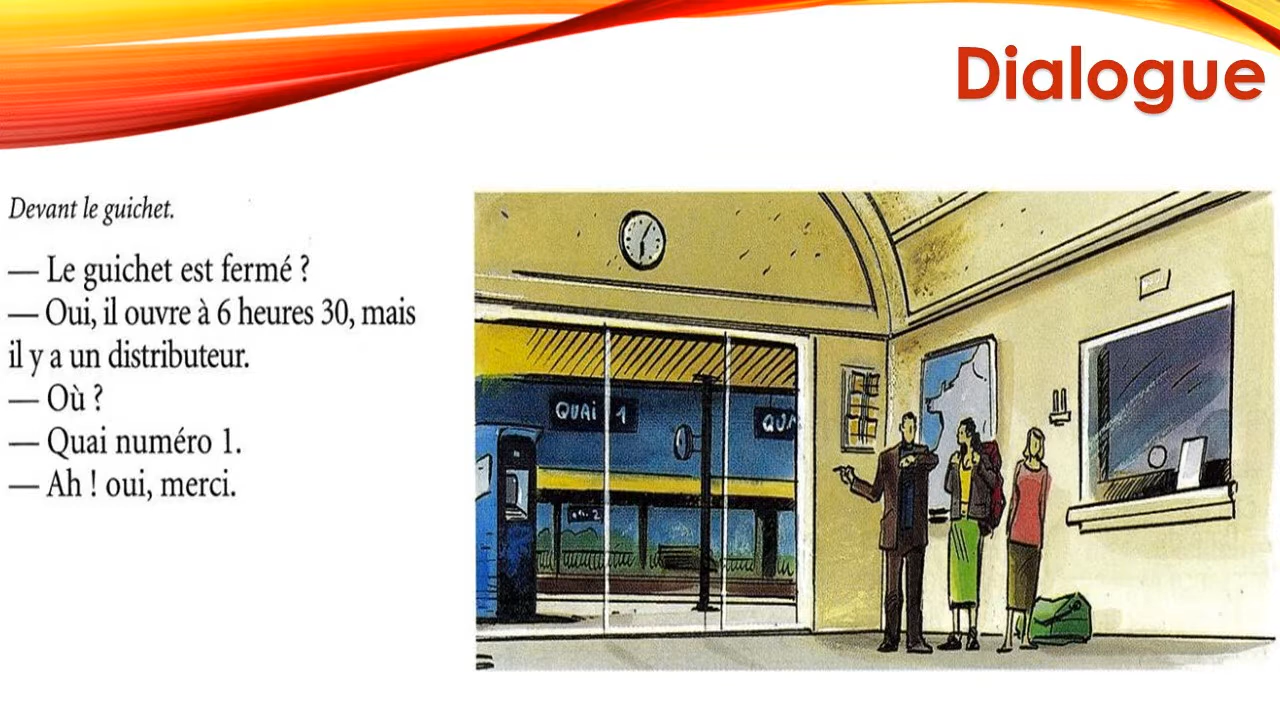 Dialogue
Devant le guichet.
— Le guichet est fermé ?
— Oui, il ouvre à 6 heures 30, mais
il y a un distributeur.
— Où ?
— Quai numéro 1.
— Ah ! oui, merci.
QUAi 1
QUA